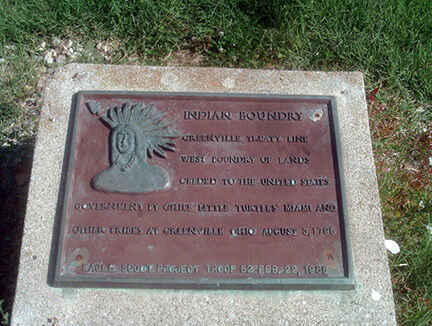 INDIAN BOUNDRY
GREENVILLE TREATY LINE
WEST BOUNDRY OF LANDS
CEEDED TO THE UNITED STATES
GOVERNMENT BY CHIEF LITTLE TURTLES' MIAMI AND
OTHER TRIBES AT GREENVILLE OHIO AUGUST 3, 1795
EAGLE SCOUT PROJECT TROOP 52 FEB. 22, 1986